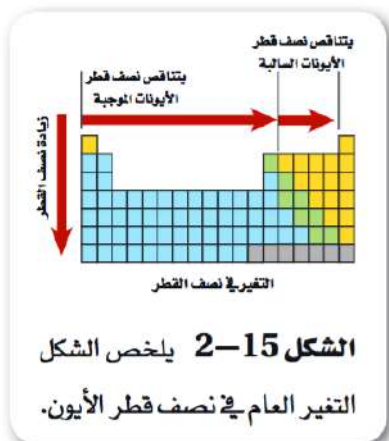 يتناقص نصف قطر
الأيونات السالبة
يتناقص نصف قطر
الأيونات الموجبة
زيادة نصف القطر
التغير في نصف القطر
الشكل 15–2 يلخص الشكل
التغير العام في نصف قطر الأيون.